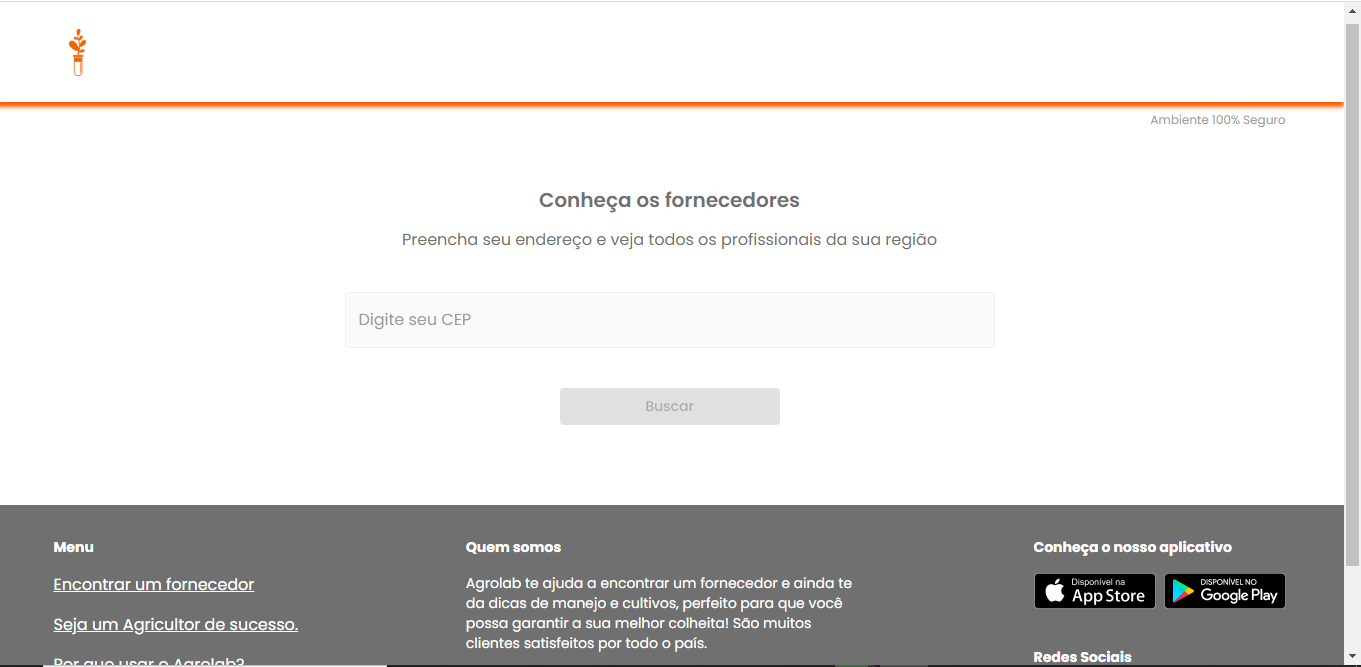 Ambiente 100% Seguro
Conheça os fornecedores
Preencha seu endereço e veja todos os profissionais da sua região
Digite seu CEP
Buscar
Menu
Encontrar um fornecedor
Seja um Agricultor de sucesso.
Por que usar o Agrolab?
Quem somos
Agrolab te ajuda a encontrar um fornecedor e ainda te
da dicas de manejo e cultivos, perfeito para que você
possa garantir a sua melhor colheita! São muitos
clientes satisfeitos por todo o país.
Conheça o nosso aplicativo
Disponível na
App Store
DISPONÍVEL NO
Google Play
Redes Sociais